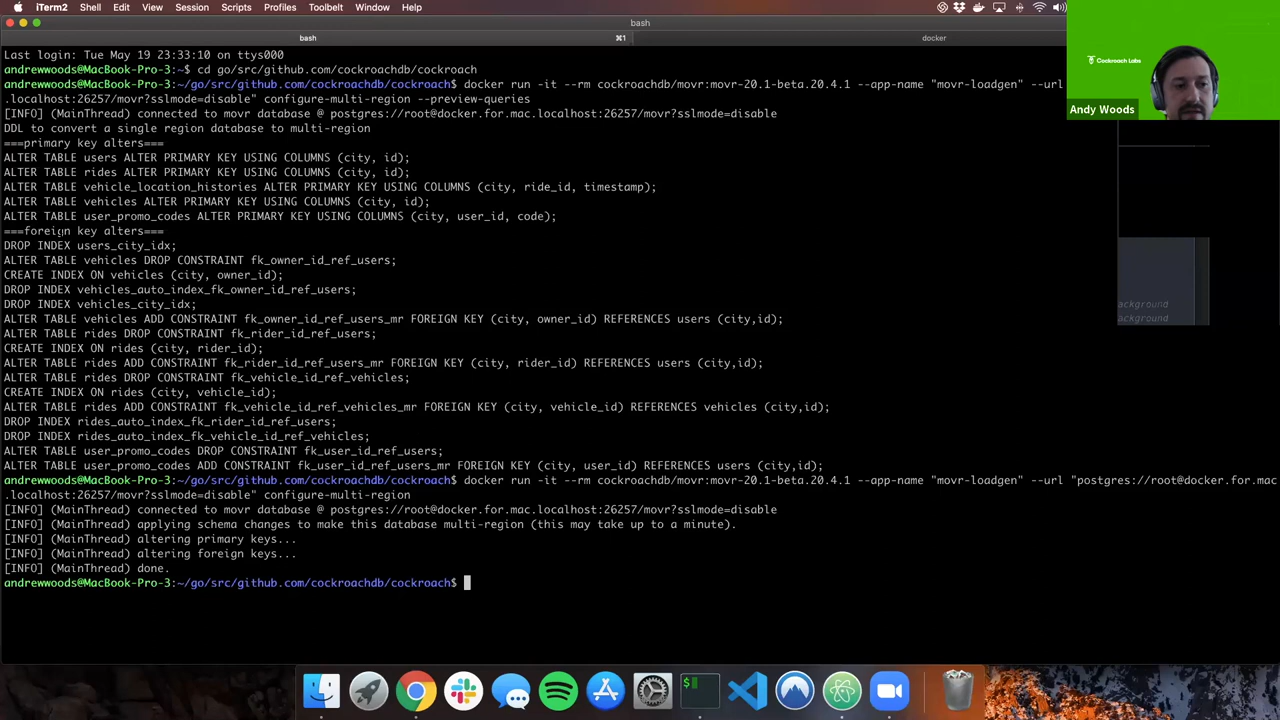 iTerm2 Shell Edit View Session Scripts Profiles Toolbelt Window Help
bash
bash ⌘1 docker
Cockroach Labs
Andy Woods
Last login: Tue May 19 23:33:10 on ttys000
andrewwoods@MacBook-Pro-3:~$ cd go/src/github.com/cockroachdb/cockroach
andrewwoods@MacBook-Pro-3:~/go/src/github.com/cockroachdb/cockroach$ docker run -it --rm cockroachdb/movr:movr-20.1-beta.20.4.1 --app-name "movr-loadgen" --url
.localhost:26257/movr?sslmode=disable" configure-multi-region --preview-queries
[INFO] (MainThread) connected to movr database @ postgres://root@docker.for.mac.localhost:26257/movr?sslmode=disable
DDL to convert a single region database to multi-region
===primary key alters===
ALTER TABLE users ALTER PRIMARY KEY USING COLUMNS (city, id);
ALTER TABLE rides ALTER PRIMARY KEY USING COLUMNS (city, id);
ALTER TABLE vehicle_location_histories ALTER PRIMARY KEY USING COLUMNS (city, ride_id, timestamp);
ALTER TABLE vehicles ALTER PRIMARY KEY USING COLUMNS (city, id);
ALTER TABLE user_promo_codes ALTER PRIMARY KEY USING COLUMNS (city, user_id, code);
===foreign key alters===
DROP INDEX users_city_idx;
ALTER TABLE vehicles DROP CONSTRAINT fk_owner_id_ref_users;
CREATE INDEX ON vehicles (city, owner_id);
DROP INDEX vehicles_auto_index_fk_owner_id_ref_users;
DROP INDEX vehicles_city_idx;
ackground
ALTER TABLE vehicles ADD CONSTRAINT fk_owner_id_ref_users_mr FOREIGN KEY (city, owner_id) REFERENCES users (city,id);
ackground
ALTER TABLE rides DROP CONSTRAINT fk_rider_id_ref_users;
CREATE INDEX ON rides (city, rider_id);
ALTER TABLE rides ADD CONSTRAINT fk_rider_id_ref_users_mr FOREIGN KEY (city, rider_id) REFERENCES users (city,id);
ALTER TABLE rides DROP CONSTRAINT fk_vehicle_id_ref_vehicles;
CREATE INDEX ON rides (city, vehicle_id);
ALTER TABLE rides ADD CONSTRAINT fk_vehicle_id_ref_vehicles_mr FOREIGN KEY (city, vehicle_id) REFERENCES vehicles (city,id);
DROP INDEX rides_auto_index_fk_rider_id_ref_users;
DROP INDEX rides_auto_index_fk_vehicle_id_ref_vehicles;
ALTER TABLE user_promo_codes DROP CONSTRAINT fk_user_id_ref_users;
ALTER TABLE user_promo_codes ADD CONSTRAINT fk_user_id_ref_users_mr FOREIGN KEY (city, user_id) REFERENCES users (city,id);
andrewwoods@MacBook-Pro-3:~/go/src/github.com/cockroachdb/cockroach$ docker run -it --rm cockroachdb/movr:movr-20.1-beta.20.4.1 --app-name "movr-loadgen" --url "postgres://root@docker.for.mac
.localhost:26257/movr?sslmode=disable" configure-multi-region
[INFO] (MainThread) connected to movr database @ postgres://root@docker.for.mac.localhost:26257/movr?sslmode=disable
[INFO] (MainThread) applying schema changes to make this database multi-region (this may take up to a minute).
[INFO] (MainThread) altering primary keys...
[INFO] (MainThread) altering foreign keys...
[INFO] (MainThread) done.
andrewwoods@MacBook-Pro-3:~/go/src/github.com/cockroachdb/cockroach$